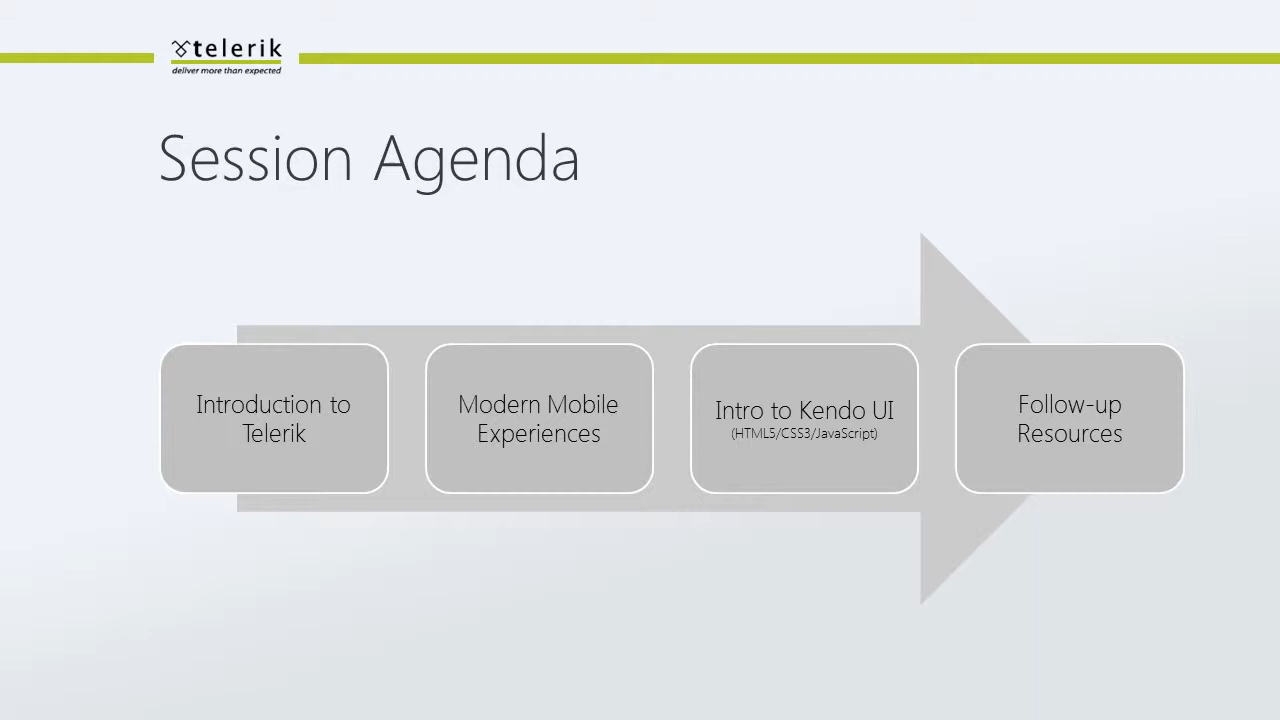 telerik
deliver more than expected
Session Agenda
Introduction to
Telerik
Modern Mobile
Experiences
Intro to Kendo UI
(HTML5/CSS3/JavaScript)
Follow-up
Resources